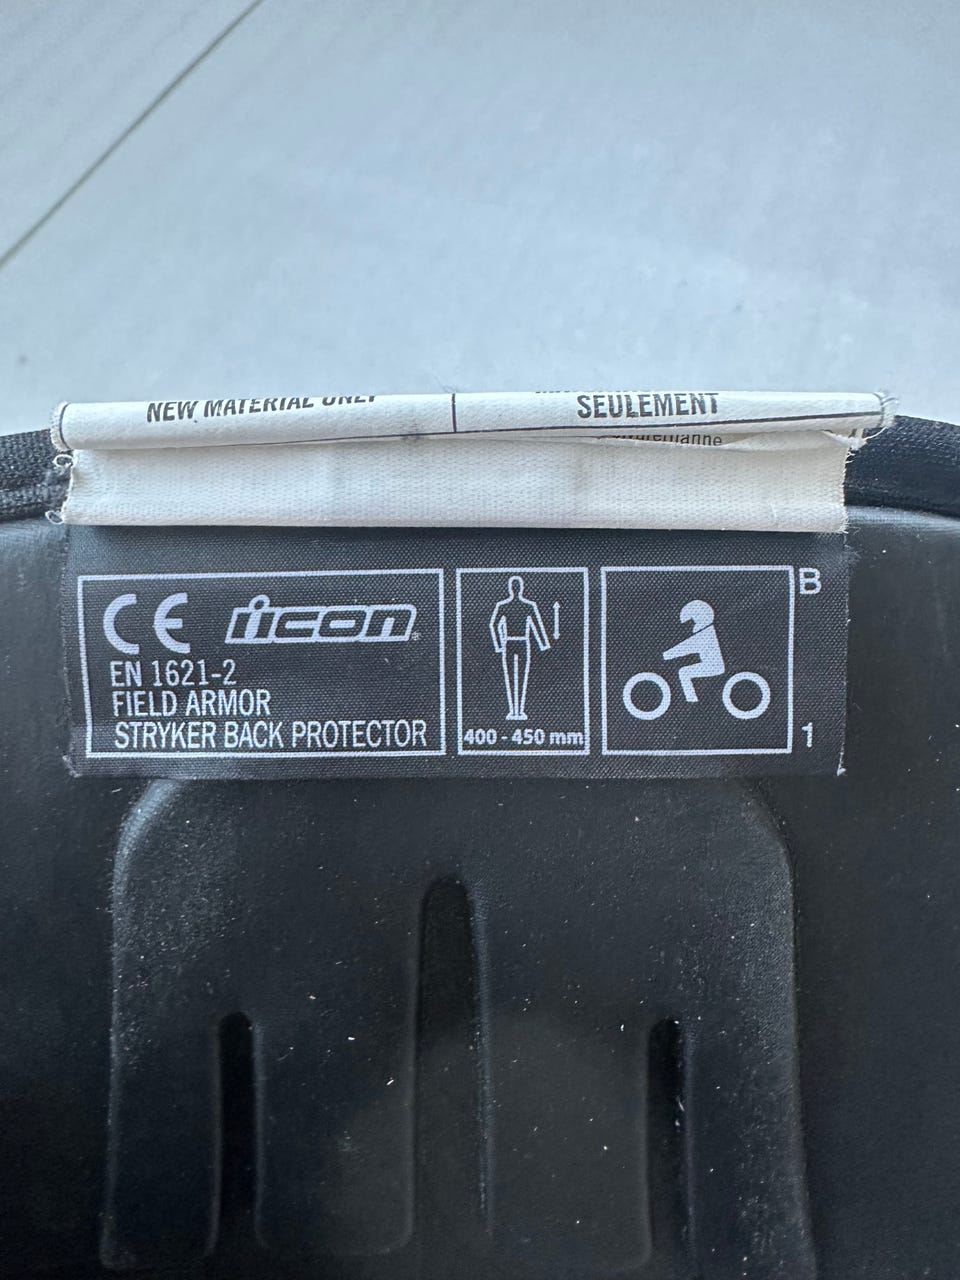 NEW MATERIAL ONLY
SEULEMENT
CE icon®
EN 1621-2
FIELD ARMOR
STRYKER BACK PROTECTOR
400 - 450 mm
B
1